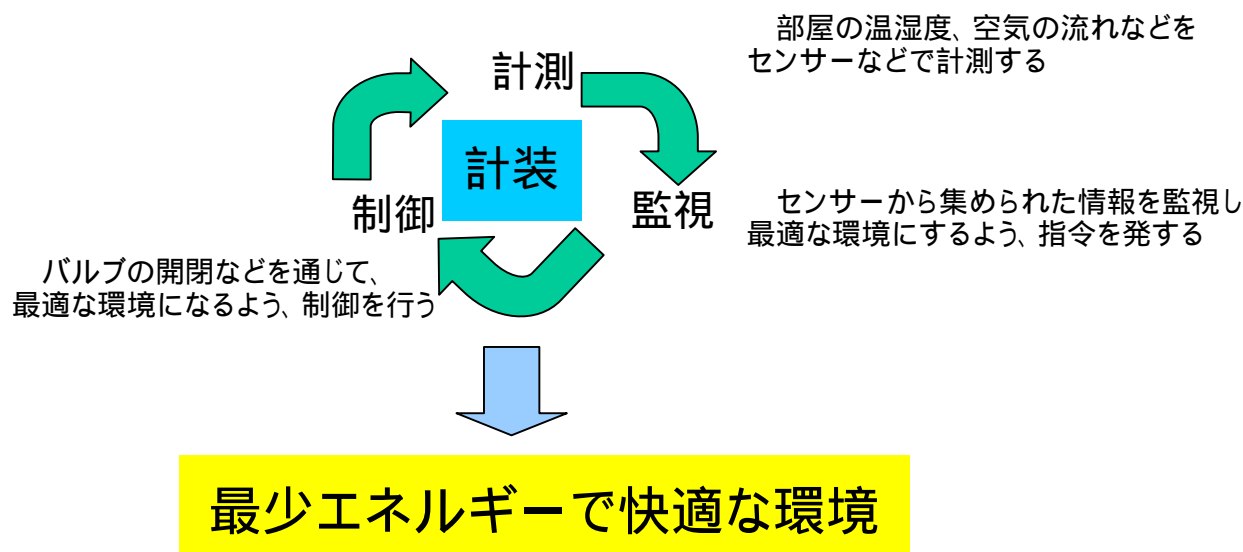 計測
部屋の温湿度、空気の流れなどを
センサーなどで計測する
計装
監視
センサーから集められた情報を監視し
最適な環境にするよう、指令を発する
制御
バルブの開閉などを通じて、
最適な環境になるよう、制御を行う
最少エネルギーで快適な環境